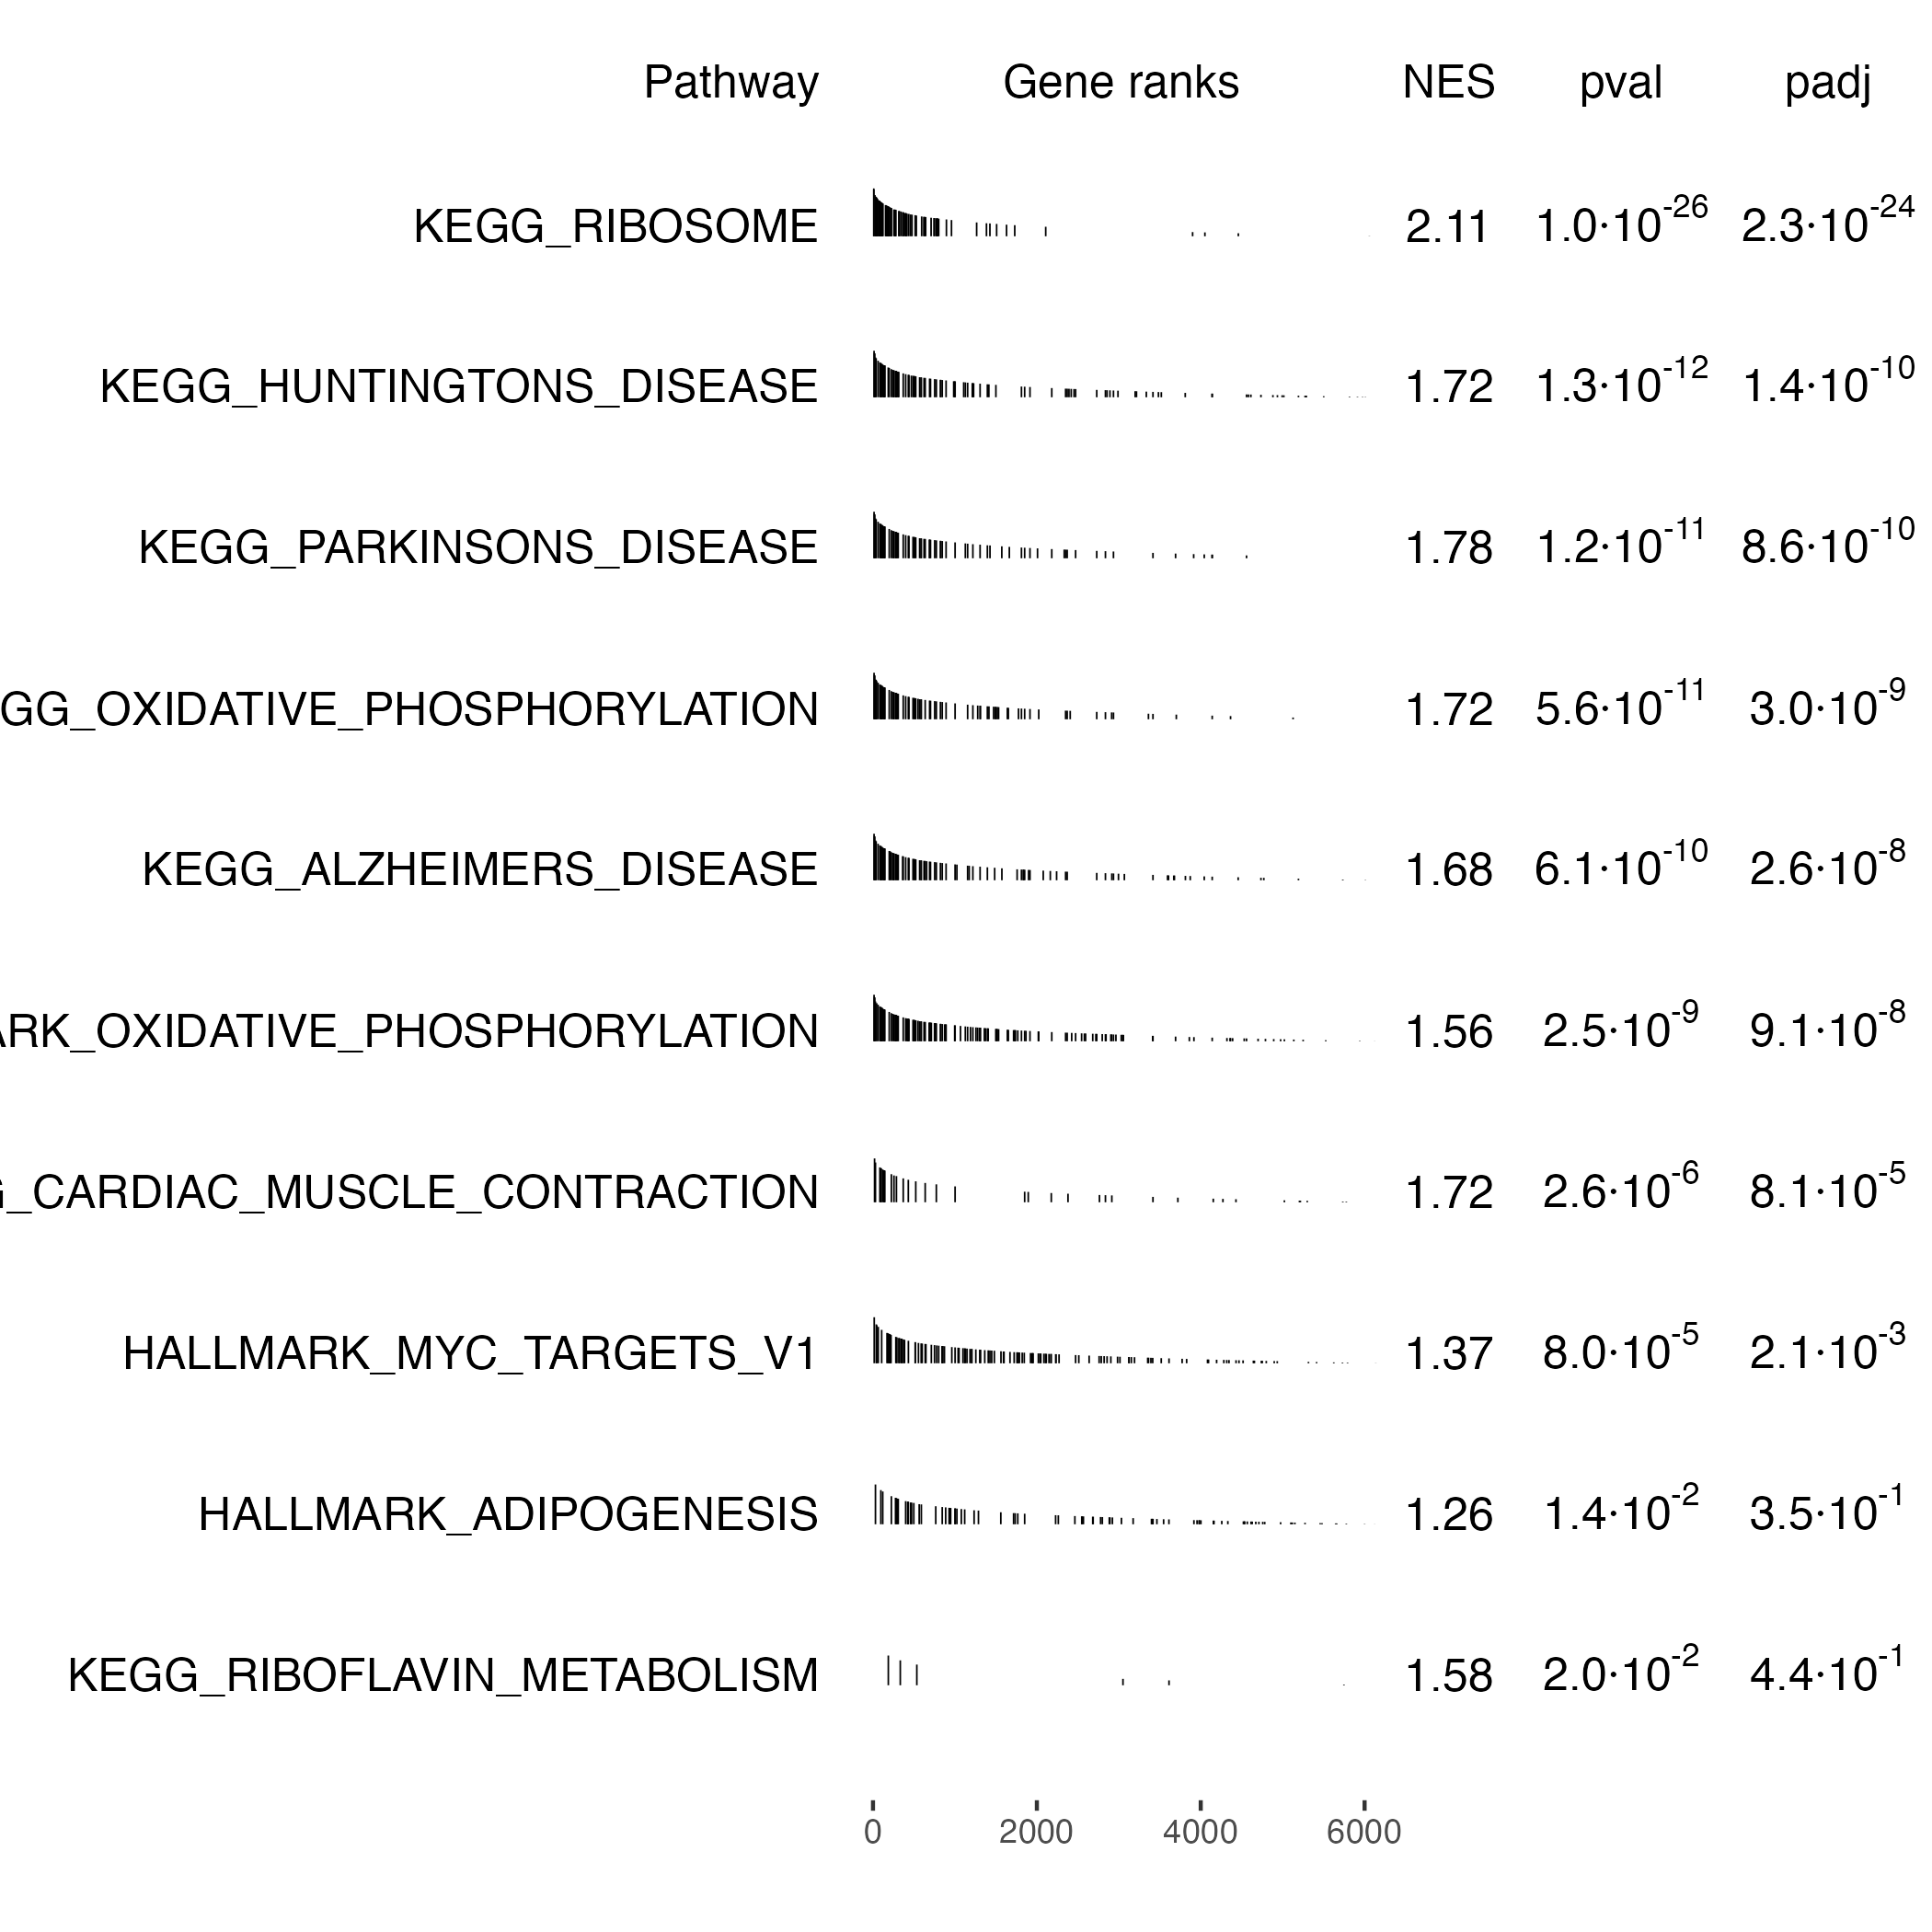 Pathway Gene ranks NES pval padj
KEGG_RIBOSOME 2.11 1.0·10⁻²⁶ 2.3·10⁻²⁴
KEGG_HUNTINGTONS_DISEASE 1.72 1.3·10⁻¹² 1.4·10⁻¹⁰
KEGG_PARKINSONS_DISEASE 1.78 1.2·10⁻¹¹ 8.6·10⁻¹⁰
GG_OXIDATIVE_PHOSPHORYLATION 1.72 5.6·10⁻¹¹ 3.0·10⁻⁹
KEGG_ALZHEIMERS_DISEASE 1.68 6.1·10⁻¹⁰ 2.6·10⁻⁸
ARK_OXIDATIVE_PHOSPHORYLATION 1.56 2.5·10⁻⁹ 9.1·10⁻⁸
G_CARDIAC_MUSCLE_CONTRACTION 1.72 2.6·10⁻⁶ 8.1·10⁻⁵
HALLMARK_MYC_TARGETS_V1 1.37 8.0·10⁻⁵ 2.1·10⁻³
HALLMARK_ADIPOGENESIS 1.26 1.4·10⁻² 3.5·10⁻¹
KEGG_RIBOFLAVIN_METABOLISM 1.58 2.0·10⁻² 4.4·10⁻¹
0 2000 4000 6000